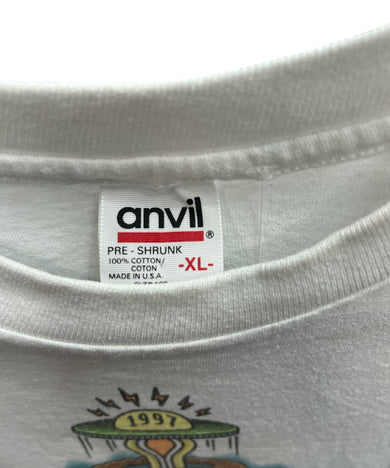 anvil
®
PRE - SHRUNK
100% COTTON/
COTON
MADE IN U.S.A.
-XL-
1997